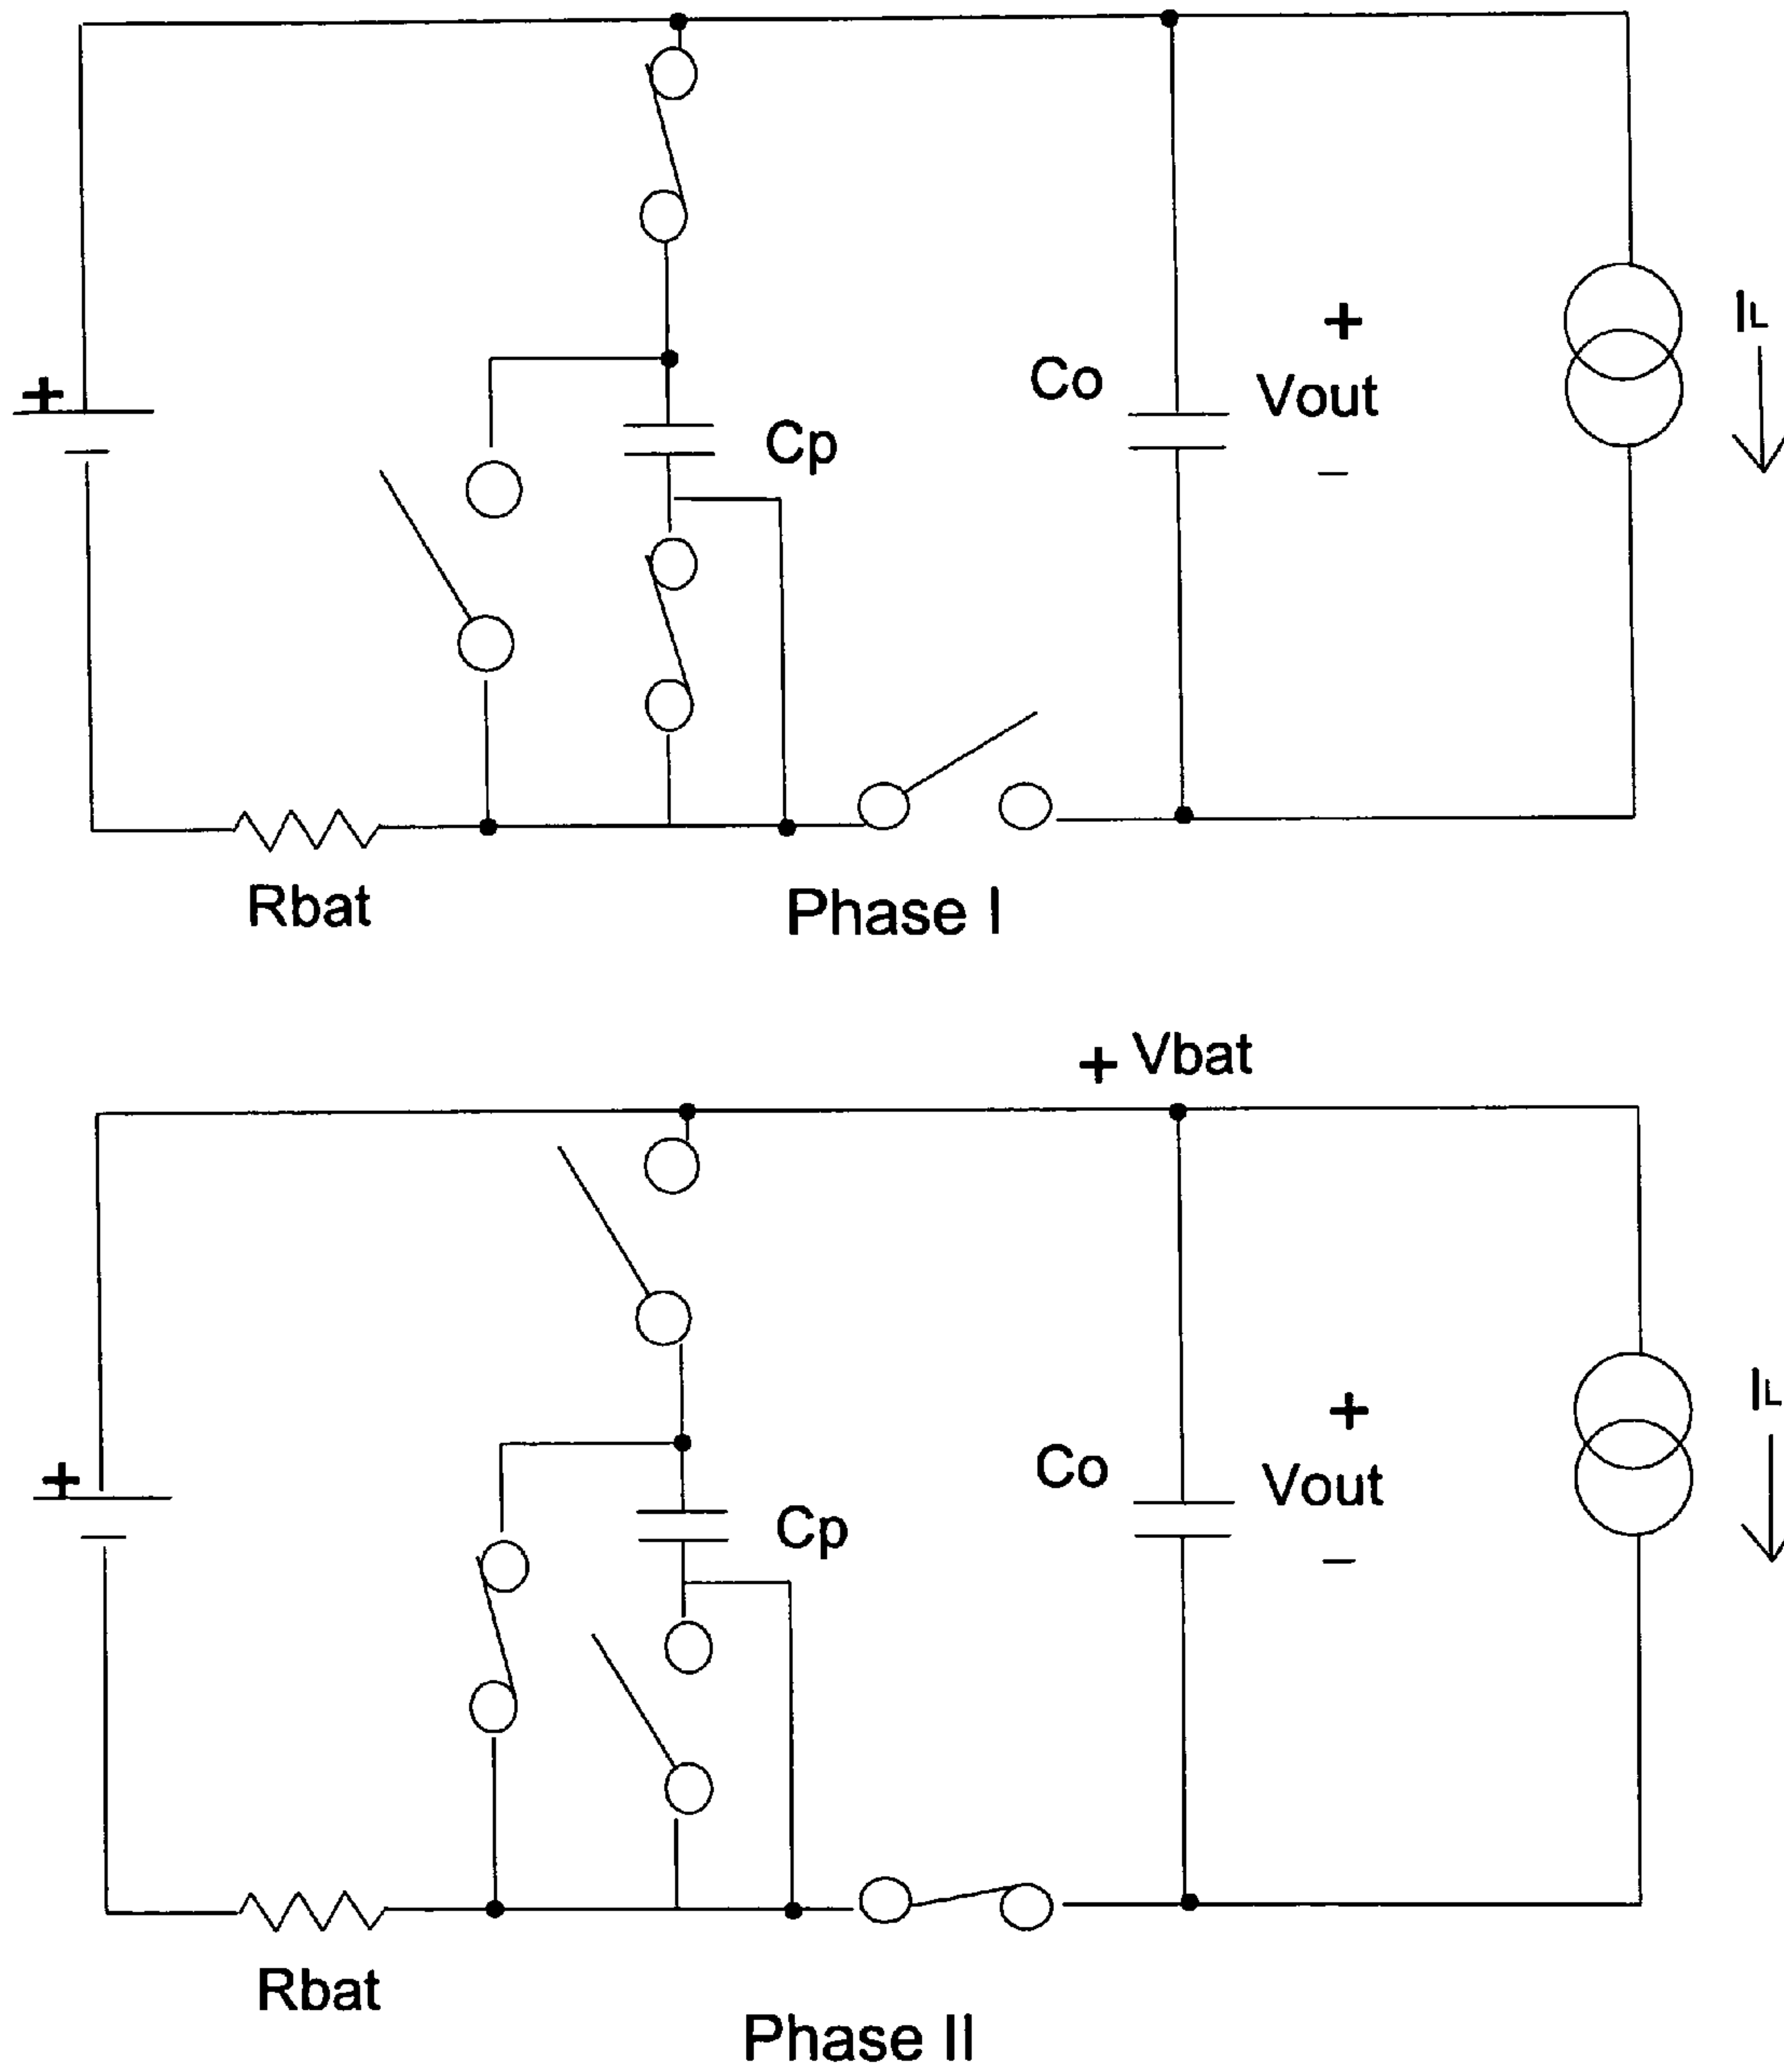 IL
+
+
Co
Vout
Cp
–
Rbat
Phase I
+ Vbat
IL
+
+
Co
Vout
Cp
–
Rbat
Phase II